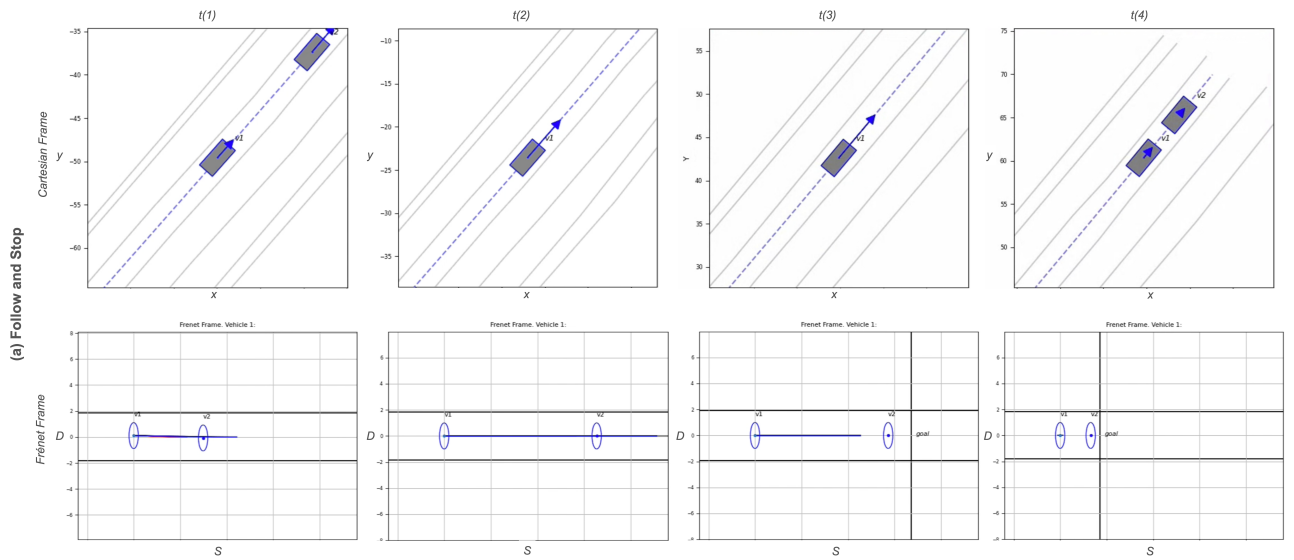 t(1)
t(2)
t(3)
t(4)
(a) Follow and Stop
Cartesian Frame
Frénet Frame
y
−35
−40
−45
−50
−55
−60
v1
x
y
−10
−15
−20
−25
−30
−35
v1
x
Y
55
50
45
40
35
30
v1
x
y
75
70
65
60
55
50
v1
v2
x
Frenet Frame. Vehicle 1:
D
8
6
4
2
0
−2
−4
−6
v1
v2
S
Frenet Frame. Vehicle 1:
D
6
4
2
0
−2
−4
−6
v1
v2
S
Frenet Frame. Vehicle 1:
D
6
4
2
0
−2
−4
−6
v1
v2
goal
S
Frenet Frame. Vehicle 1:
D
6
4
2
0
−2
−4
−6
v1
v2
goal
S